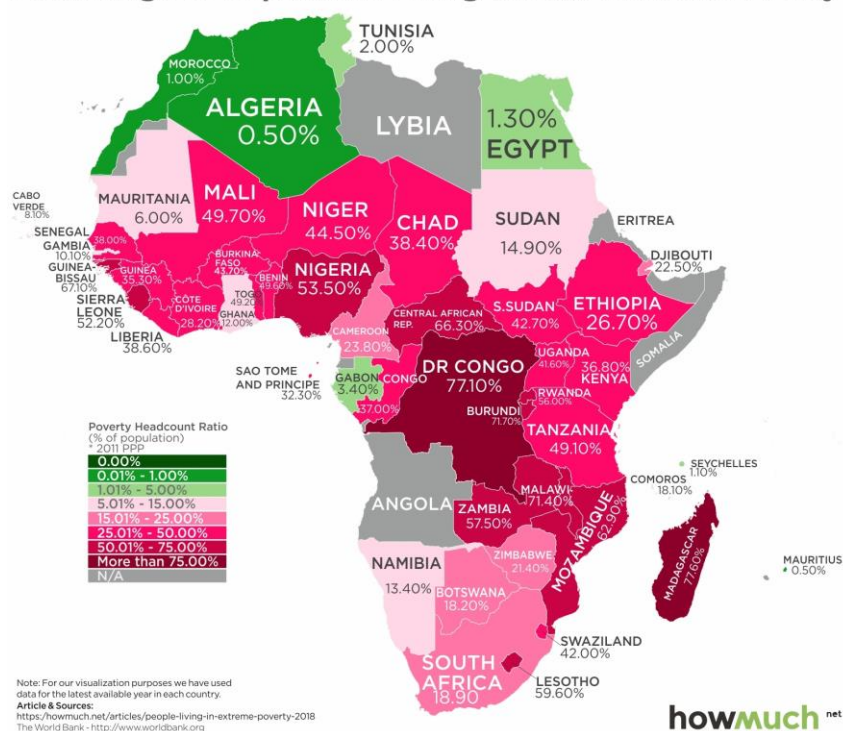 TUNISIA
2.00%
MOROCCO
1.00%
ALGERIA
0.50%
LYBIA
1.30%
EGYPT
CABO
VERDE
8.10%
MAURITANIA
6.00%
MALI
49.70%
NIGER
44.50%
CHAD
38.40%
SUDAN
14.90%
ERITREA
DJIBOUTI
22.50%
SENEGAL
38.00%
GAMBIA
10.10%
GUINEA-
BISSAU
67.10%
GUINEA
35.30%
SIERRA-
LEONE
52.20%
LIBERIA
38.60%
CÔTE
D'IVOIRE
28.20%
BURKINA
FASO
43.70%
GHANA
12.00%
TOGO
49.20%
BENIN
49.60%
NIGERIA
53.50%
CAMEROON
23.80%
CENTRAL AFRICAN
REP.
66.30%
S.SUDAN
42.70%
ETHIOPIA
26.70%
SOMALIA
SAO TOME
AND PRINCIPE
32.30%
GABON
3.40%
CONGO
37.00%
DR CONGO
77.10%
UGANDA
41.60%
36.80%
KENYA
RWANDA
56.00%
BURUNDI
71.70%
TANZANIA
49.10%
SEYCHELLES
1.10%
COMOROS
18.10%
ANGOLA
ZAMBIA
57.50%
MALAWI
71.40%
MOZAMBIQUE
62.90%
MADAGASCAR
77.60%
MAURITIUS
0.50%
NAMIBIA
13.40%
ZIMBABWE
21.40%
BOTSWANA
18.20%
SOUTH
AFRICA
18.90
SWAZILAND
42.00%
LESOTHO
59.60%
Poverty Headcount Ratio
(% of population)
* 2011 PPP
0.00%
0.01% - 1.00%
1.01% - 5.00%
5.01% - 15.00%
15.01% - 25.00%
25.01% - 50.00%
50.01% - 75.00%
More than 75.00%
N/A
Note: For our visualization purposes we have used
data for the latest available year in each country.
Article & Sources:
https:/howmuch.net/articles/people-living-in-extreme-poverty-2018
The World Bank - http://www.worldbank.org
howmuch net